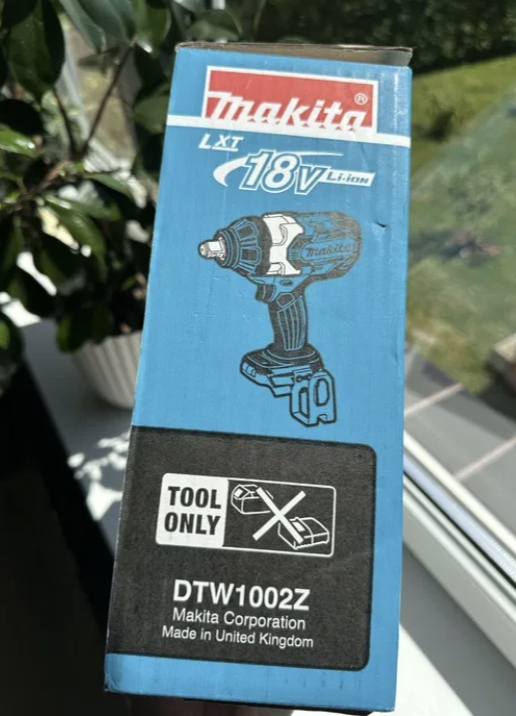 makita®
LXT
18V Li-ion
makita
TOOL
ONLY
DTW1002Z
Makita Corporation
Made in United Kingdom